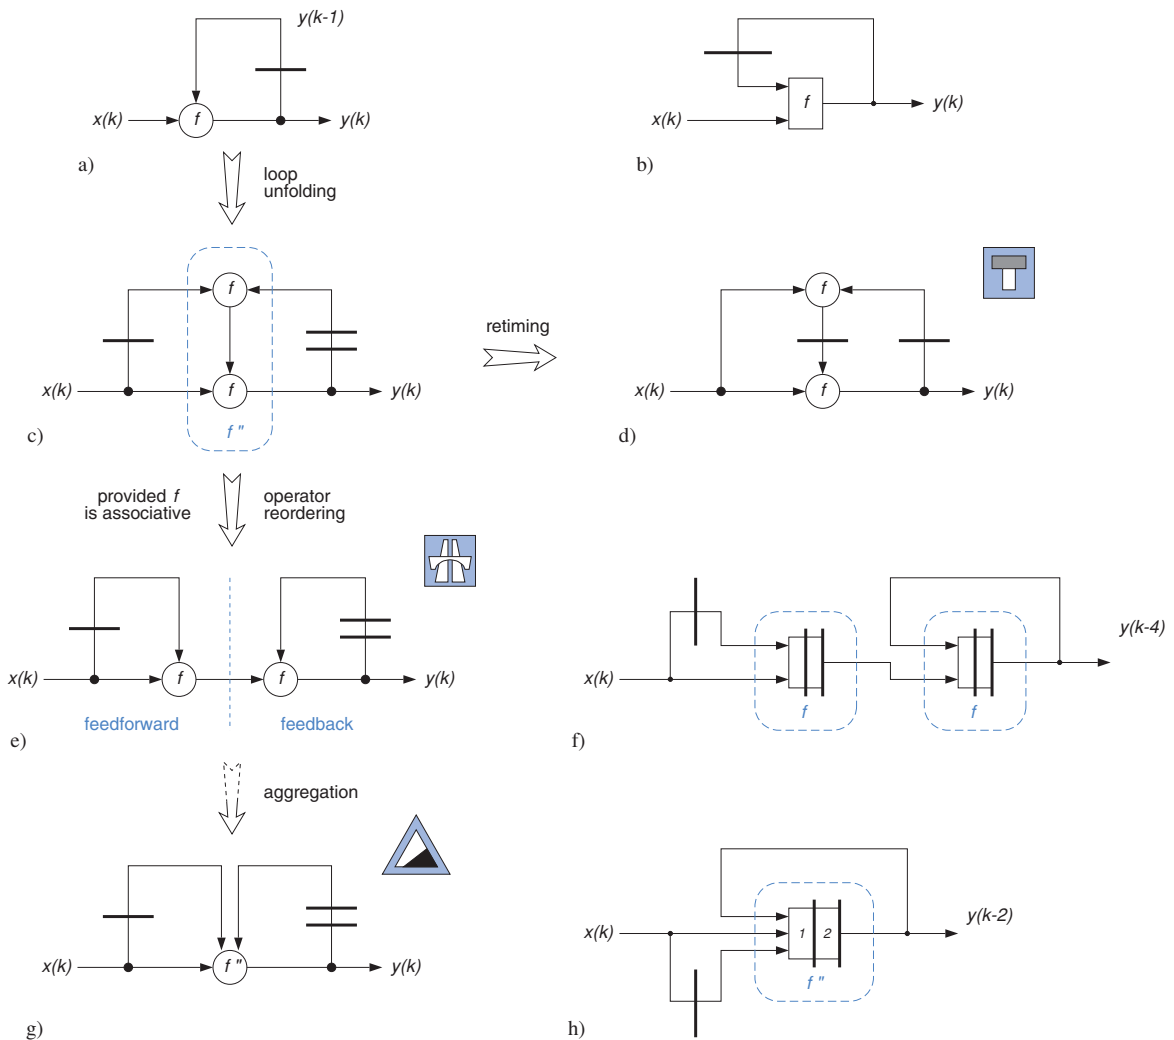 y(k-1)
x(k)
f
y(k)
a)
x(k)
f
y(k)
b)
loop
unfolding
f
x(k)
f
y(k)
f "
c)
retiming
f
x(k)
f
y(k)
d)
provided f
is associative
operator
reordering
x(k)
f
f
y(k)
feedforward
feedback
e)
y(k-4)
x(k)
f
f
f)
aggregation
x(k)
f "
y(k)
g)
x(k)
1
2
y(k-2)
f "
h)